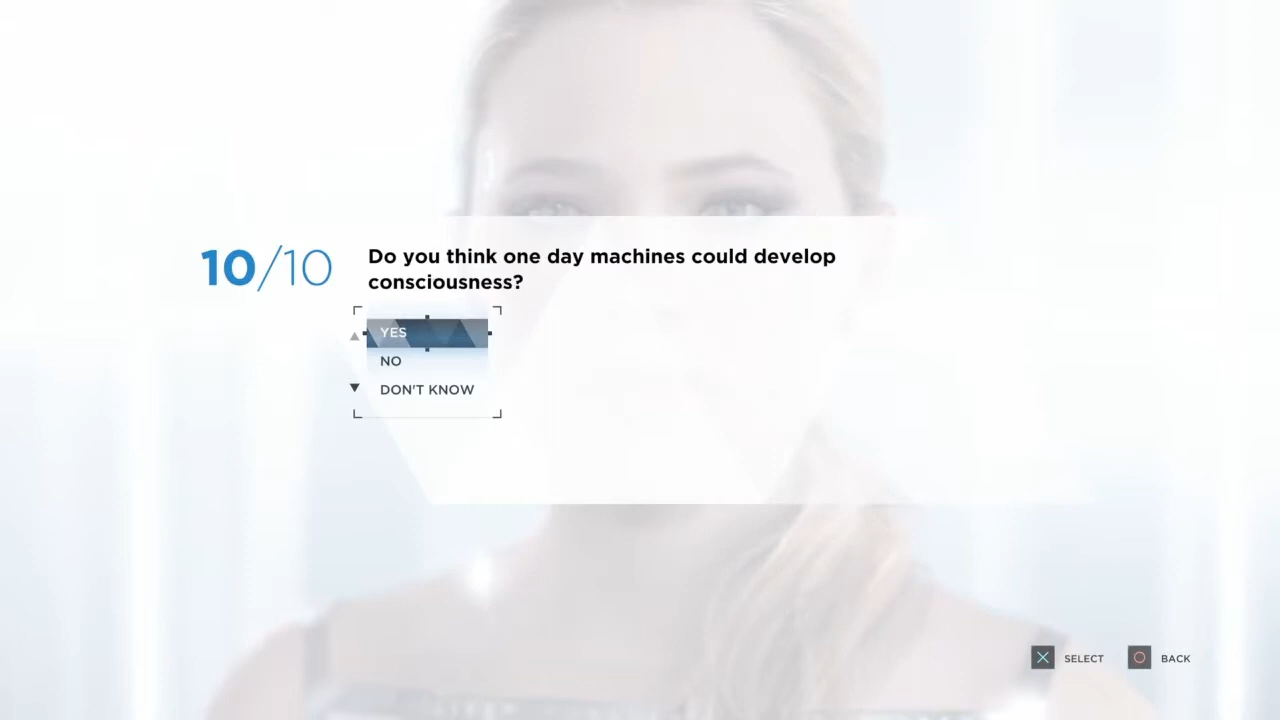 10/10
Do you think one day machines could develop
consciousness?
YES
NO
DON'T KNOW
SELECT
BACK